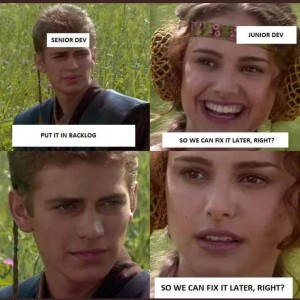 SENIOR DEV
JUNIOR DEV
PUT IT IN BACKLOG
SO WE CAN FIX IT LATER, RIGHT?
SO WE CAN FIX IT LATER, RIGHT?